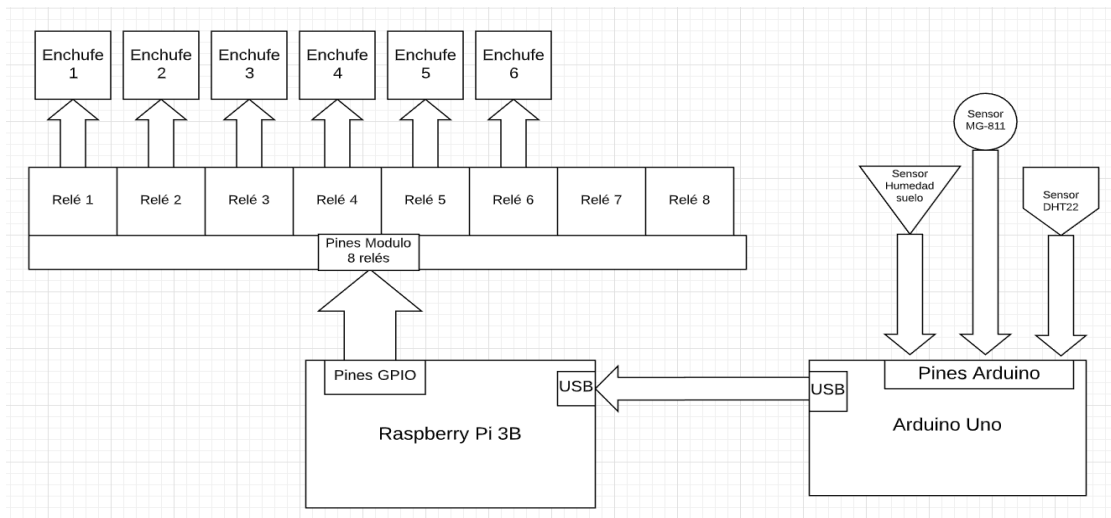 Enchufe
1
Enchufe
2
Enchufe
3
Enchufe
4
Enchufe
5
Enchufe
6
Sensor
MG-811
Sensor
Humedad
suelo
Sensor
DHT22
Relé 1
Relé 2
Relé 3
Relé 4
Relé 5
Relé 6
Relé 7
Relé 8
Pines Modulo
8 relés
Pines GPIO
USB
Raspberry Pi 3B
USB
Pines Arduino
Arduino Uno